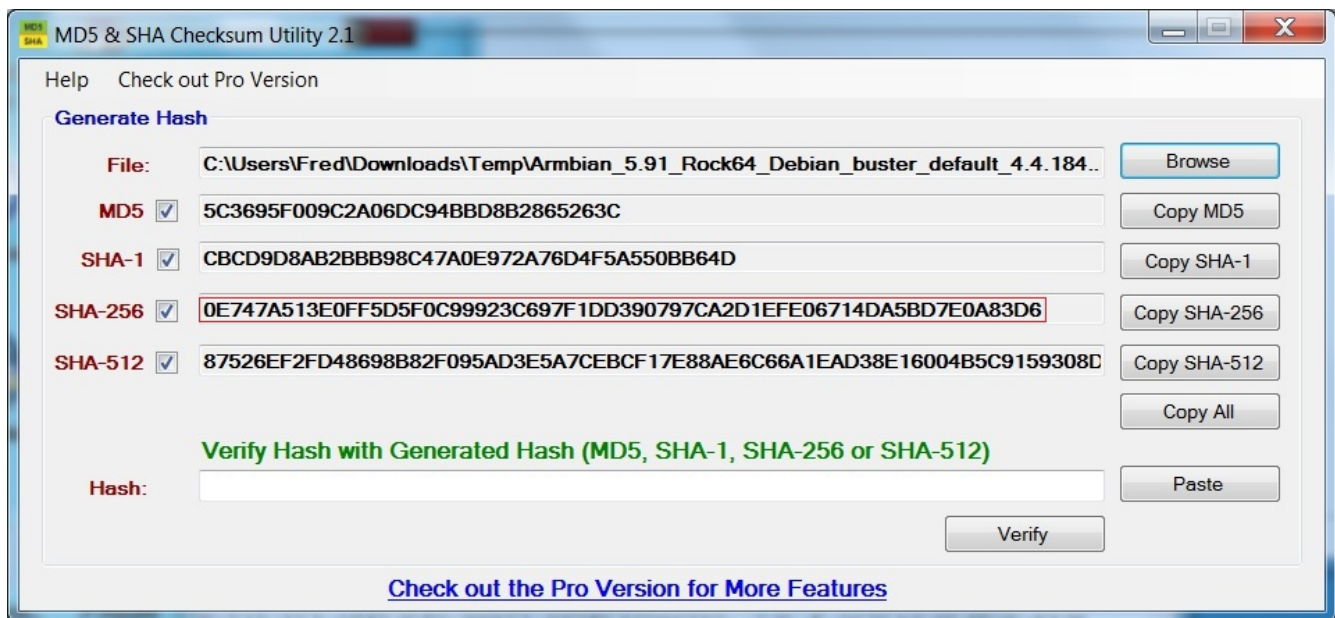 MD5 SHA MD5 & SHA Checksum Utility 2.1
Help Check out Pro Version
Generate Hash
File: C:\Users\Fred\Downloads\Temp\Armbian_5.91_Rock64_Debian_buster_default_4.4.184.. Browse
MD5 5C3695F009C2A06DC94BBD8B2865263C Copy MD5
SHA-1 CBCD9D8AB2BBB98C47A0E972A76D4F5A550BB64D Copy SHA-1
SHA-256 0E747A513E0FF5D5F0C99923C697F1DD390797CA2D1EFE06714DA5BD7E0A83D6 Copy SHA-256
SHA-512 87526EF2FD48698B82F095AD3E5A7CEBCF17E88AE6C66A1EAD38E16004B5C9159308D Copy SHA-512
Copy All
Verify Hash with Generated Hash (MD5, SHA-1, SHA-256 or SHA-512)
Hash: Paste
Verify
Check out the Pro Version for More Features